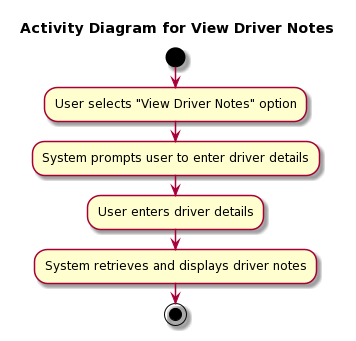 Activity Diagram for View Driver Notes
User selects "View Driver Notes" option
System prompts user to enter driver details
User enters driver details
System retrieves and displays driver notes